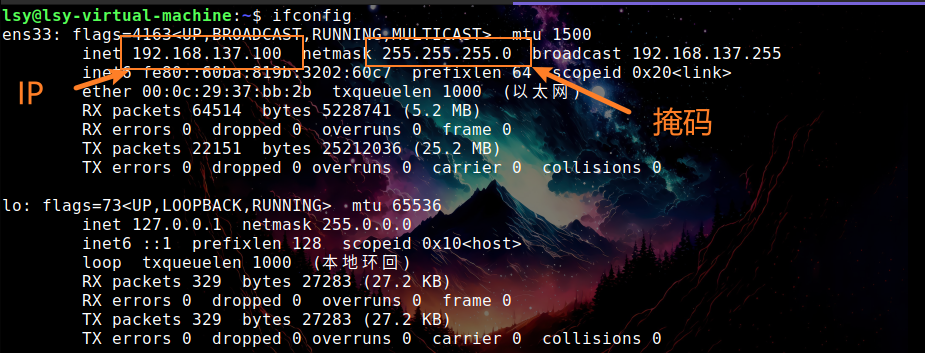 lsy@lsy-virtual-machine:~$ ifconfig
ens33: flags=4163<UP,BROADCAST,RUNNING,MULTICAST>  mtu 1500
        inet 192.168.137.100  netmask 255.255.255.0  broadcast 192.168.137.255
        inet6 fe80::60ba:819b:3202:60c7  prefixlen 64  scopeid 0x20<link>
IP
        ether 00:0c:29:37:bb:2b  txqueuelen 1000  (以太网)
        RX packets 64514  bytes 5228741 (5.2 MB)
掩码
        RX errors 0  dropped 0  overruns 0  frame 0
        TX packets 22151  bytes 25212036 (25.2 MB)
        TX errors 0  dropped 0 overruns 0  carrier 0  collisions 0
lo: flags=73<UP,LOOPBACK,RUNNING>  mtu 65536
        inet 127.0.0.1  netmask 255.0.0.0
        inet6 ::1  prefixlen 128  scopeid 0x10<host>
        loop  txqueuelen 1000  (本地环回)
        RX packets 329  bytes 27283 (27.2 KB)
        RX errors 0  dropped 0  overruns 0  frame 0
        TX packets 329  bytes 27283 (27.2 KB)
        TX errors 0  dropped 0 overruns 0  carrier 0  collisions 0